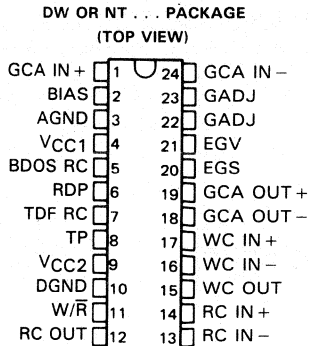 DW OR NT . . . PACKAGE
(TOP VIEW)
GCA IN+ 1 24 GCA IN−
BIAS 2 23 GADJ
AGND 3 22 GADJ
VCC1 4 21 EGV
BDOS RC 5 20 EGS
RDP 6 19 GCA OUT+
TDF RC 7 18 GCA OUT−
TP 8 17 WC IN+
VCC2 9 16 WC IN−
DGND 10 15 WC OUT
W/R̅ 11 14 RC IN+
RC OUT 12 13 RC IN−